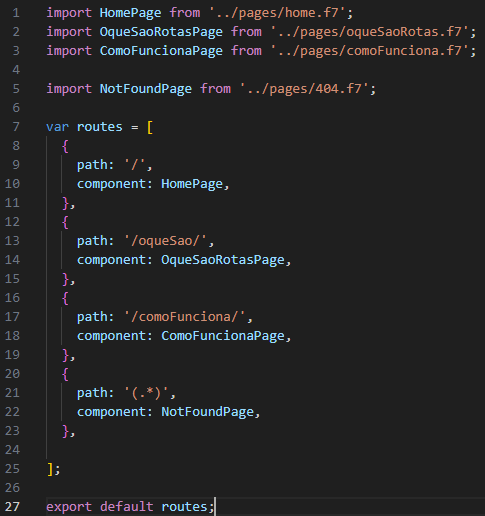 1 import HomePage from '../pages/home.f7';
2 import OqueSaoRotasPage from '../pages/oqueSaoRotas.f7';
3 import ComoFuncionaPage from '../pages/comoFunciona.f7';
4
5 import NotFoundPage from '../pages/404.f7';
6
7 var routes = [
8   {
9     path: '/',
10     component: HomePage,
11   },
12   {
13     path: '/oqueSao/',
14     component: OqueSaoRotasPage,
15   },
16   {
17     path: '/comoFunciona/',
18     component: ComoFuncionaPage,
19   },
20   {
21     path: '(.*)',
22     component: NotFoundPage,
23   },
24
25 ];
26
27 export default routes;